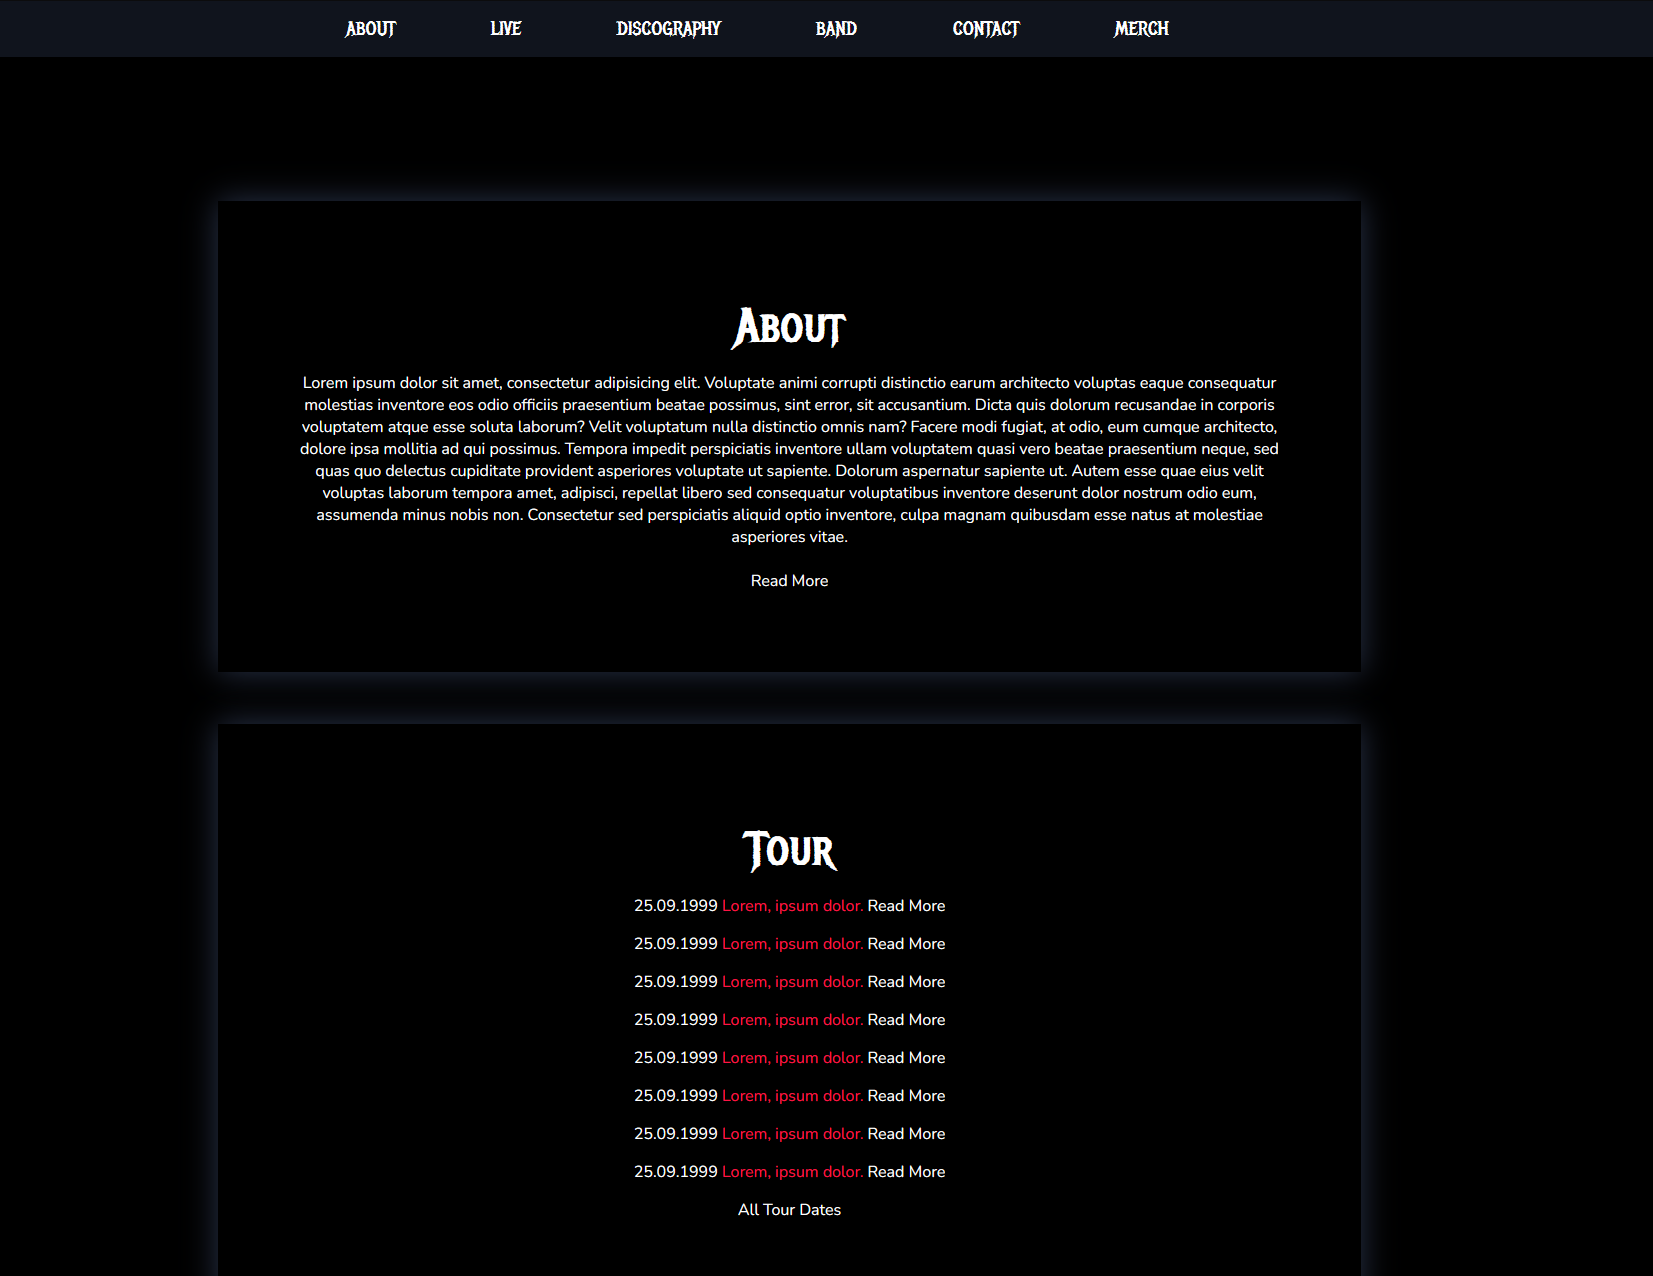 ABOUT LIVE DISCOGRAPHY BAND CONTACT MERCH
About
Lorem ipsum dolor sit amet, consectetur adipisicing elit. Voluptate animi corrupti distinctio earum architecto voluptas eaque consequatur
molestias inventore eos odio officiis praesentium beatae possimus, sint error, sit accusantium. Dicta quis dolorum recusandae in corporis
voluptatem atque esse soluta laborum? Velit voluptatum nulla distinctio omnis nam? Facere modi fugiat, at odio, eum cumque architecto,
dolore ipsa mollitia ad qui possimus. Tempora impedit perspiciatis inventore ullam voluptatem quasi vero beatae praesentium neque, sed
quas quo delectus cupiditate provident asperiores voluptate ut sapiente. Dolorum aspernatur sapiente ut. Autem esse quae eius velit
voluptas laborum tempora amet, adipisci, repellat libero sed consequatur voluptatibus inventore deserunt dolor nostrum odio eum,
assumenda minus nobis non. Consectetur sed perspiciatis aliquid optio inventore, culpa magnam quibusdam esse natus at molestiae
asperiores vitae.
Read More
Tour
25.09.1999 Lorem, ipsum dolor. Read More
25.09.1999 Lorem, ipsum dolor. Read More
25.09.1999 Lorem, ipsum dolor. Read More
25.09.1999 Lorem, ipsum dolor. Read More
25.09.1999 Lorem, ipsum dolor. Read More
25.09.1999 Lorem, ipsum dolor. Read More
25.09.1999 Lorem, ipsum dolor. Read More
25.09.1999 Lorem, ipsum dolor. Read More
All Tour Dates